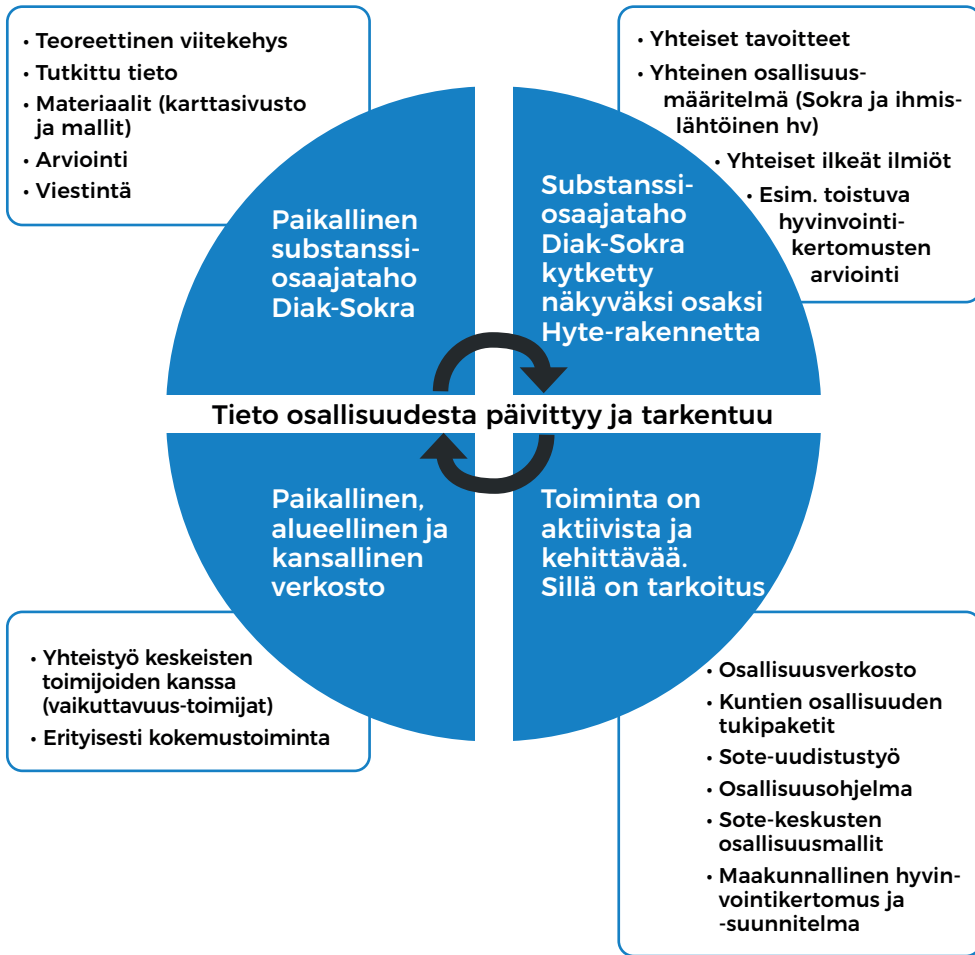 • Teoreettinen viitekehys
• Tutkittu tieto
• Materiaalit (karttasivusto
ja mallit)
• Arviointi
• Viestintä
• Yhteiset tavoitteet
• Yhteinen osallisuus-
määritelmä (Sokra ja ihmis-
lähtöinen hv)
• Yhteiset ilkeät ilmiöt
• Esim. toistuva
hyvinvointi-
kertomusten
arviointi
Paikallinen
substanssi-
osaajataho
Diak-Sokra
Substanssi-
osaajataho
Diak-Sokra
kytketty
näkyväksi osaksi
Hyte-rakennetta
Tieto osallisuudesta päivittyy ja tarkentuu
Paikallinen,
alueellinen ja
kansallinen
verkosto
Toiminta on
aktiivista ja
kehittävää.
Sillä on tarkoitus
• Yhteistyö keskeisten
toimijoiden kanssa
(vaikuttavuus-toimijat)
• Erityisesti kokemustoiminta
• Osallisuusverkosto
• Kuntien osallisuuden
tukipaketit
• Sote-uudistustyö
• Osallisuusohjelma
• Sote-keskusten
osallisuusmallit
• Maakunnallinen hyvin-
vointikertomus ja
-suunnitelma